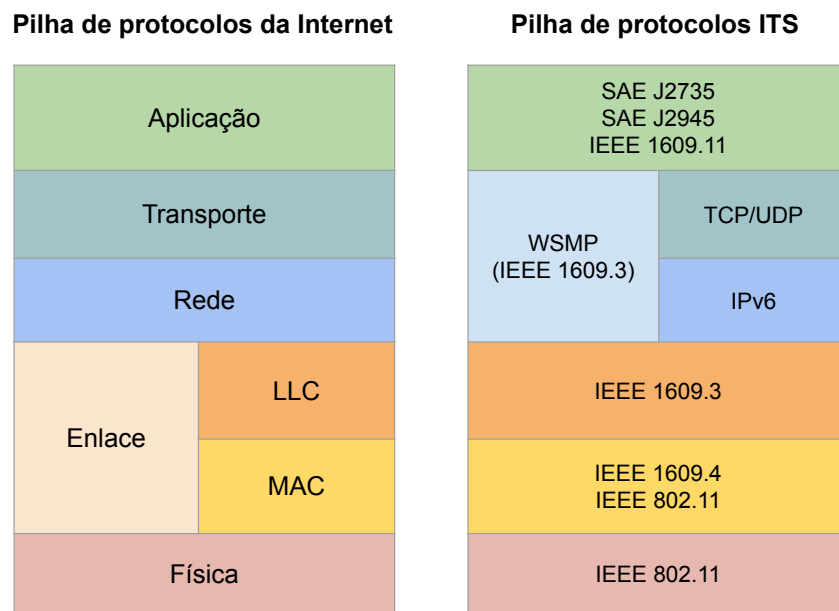 Pilha de protocolos da Internet
Aplicação
Transporte
Rede
Enlace
LLC
MAC
Física
Pilha de protocolos ITS
SAE J2735
SAE J2945
IEEE 1609.11
WSMP
(IEEE 1609.3)
TCP/UDP
IPv6
IEEE 1609.3
IEEE 1609.4
IEEE 802.11
IEEE 802.11